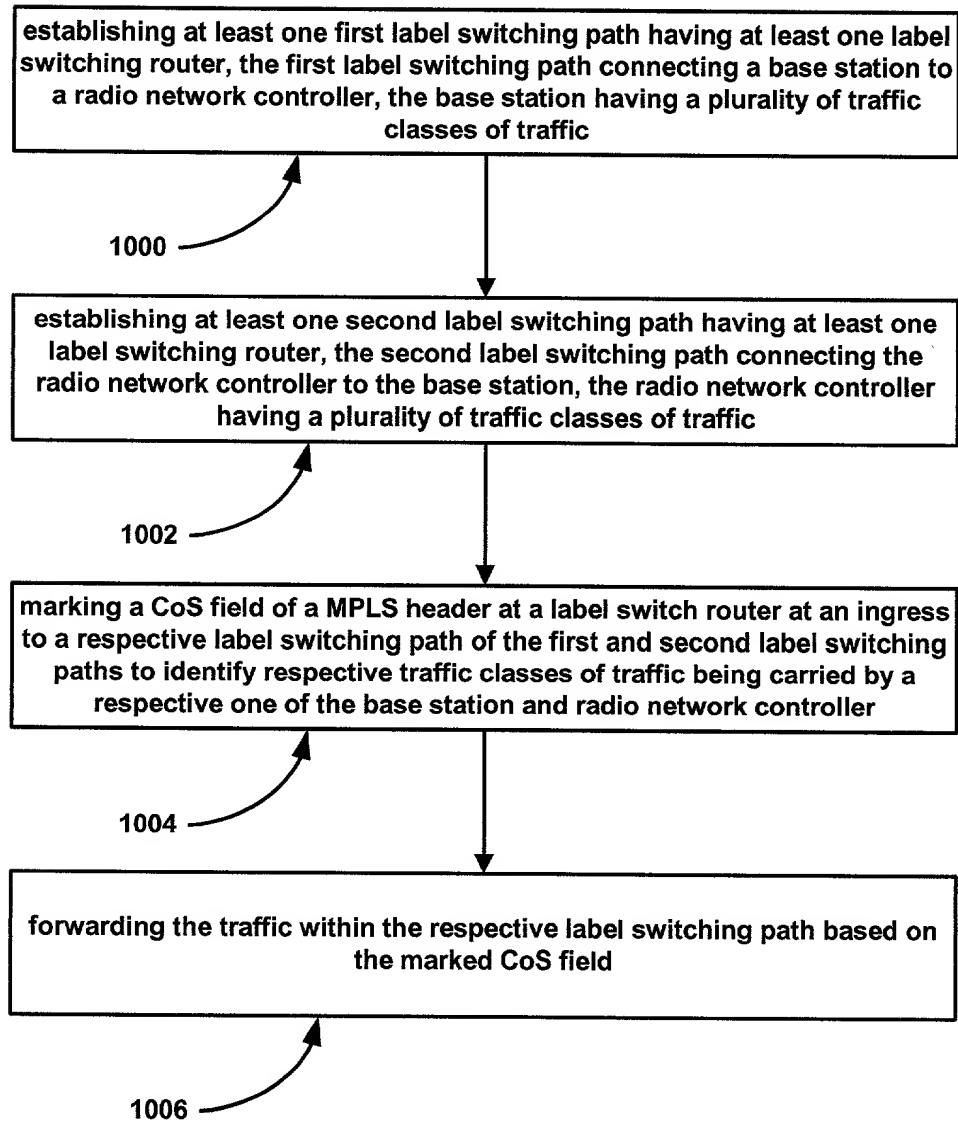 establishing at least one first label switching path having at least one label
switching router, the first label switching path connecting a base station to
a radio network controller, the base station having a plurality of traffic
classes of traffic
1000
establishing at least one second label switching path having at least one
label switching router, the second label switching path connecting the
radio network controller to the base station, the radio network controller
having a plurality of traffic classes of traffic
1002
marking a CoS field of a MPLS header at a label switch router at an ingress
to a respective label switching path of the first and second label switching
paths to identify respective traffic classes of traffic being carried by a
respective one of the base station and radio network controller
1004
forwarding the traffic within the respective label switching path based on
the marked CoS field
1006